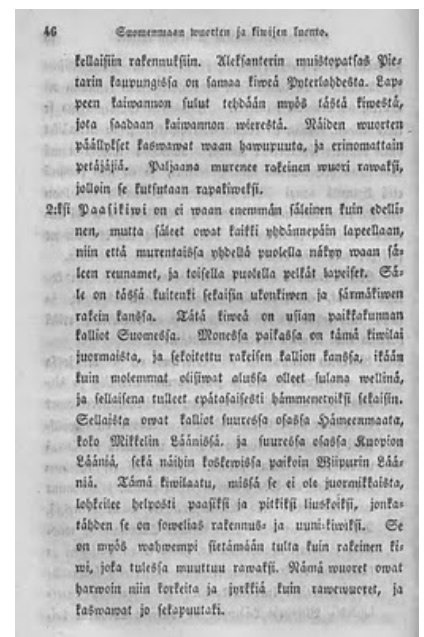 46 Suomenmaan wuorten ja kiwijen luonto.
kellaisiin rakennuksiin. Aleksanterin muistopatsas Pie-
tarin kaupungissa on samaa kiweä Pyterlahdesta. Lap-
peen kaiwannon sulut tehdään myös tästä kiwestä,
jota saadaan kaiwannon wierestä. Näiden wuorten
päällykset kaswawat waan hawupuuta, ja erinomattain
petäjäjiä. Paljaana murenee rakeinen wuori rawaksi,
jolloin se kutsutaan rapakiweksi.
2:ksi Paasikiwi on ei waan enemmän säleinen kuin edelli-
nen, mutta säleet owat kaikki yhdännepäin lapeellaan,
niin että murentaissa yhdellä puolella näkyy waan sä-
leen reunamet, ja toisella puolella pelkät lapeiset. Sä-
le on tässä kuitenki sekaisin ukonkiwen ja särmäkiwen
rakein kanssa. Tätä kiweä on usian paikkakunnan
kalliot Suomessa. Monessa paikassa on tämä kiwilai
juormaista, ja sekoitettu rakeisen kallion kanssa, ikään
kuin molemmat olisiwat alussa olleet sulana wellinä,
ja sellaisena tulleet epätasaisesti hämmenetyiksi sekaisin.
Sellaista owat kalliot suuressa osassa Hämeenmaata,
koko Mikkelin Läänissä. ja suuressa osassa Kuopion
Lääniä, sekä näihin koskewissa paikoin Wiipurin Lää-
niä. Tämä kiwilaatu, missä se ei ole juormikkaista,
lohkeilee helposti paasiksi ja pitkiksi liuskoiksi, jonka-
tähden se on sowelias rakennus- ja uuni-kiwiksi. Se
on myös wahwempi sietämään tulta kuin rakeinen ki-
wi, joka tulessa muuttuu rawaksi. Nämä wuoret owat
harwoin niin korkeita ja jyrkkiä kuin rawewuoret, ja
kaswawat jo sekapuutaki.